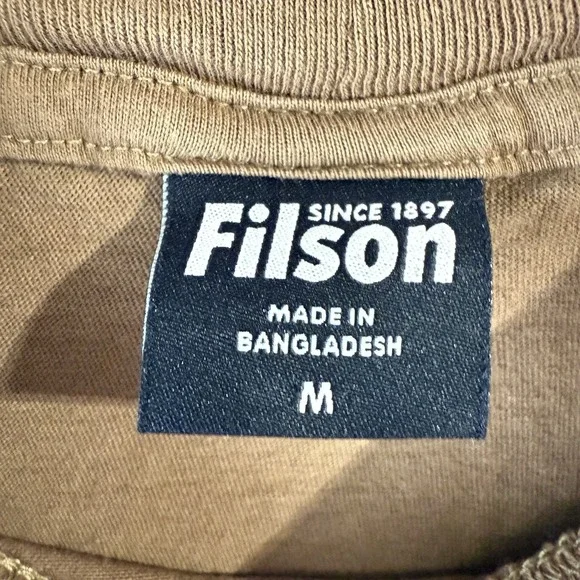 SINCE 1897
Filson
MADE IN
BANGLADESH
M